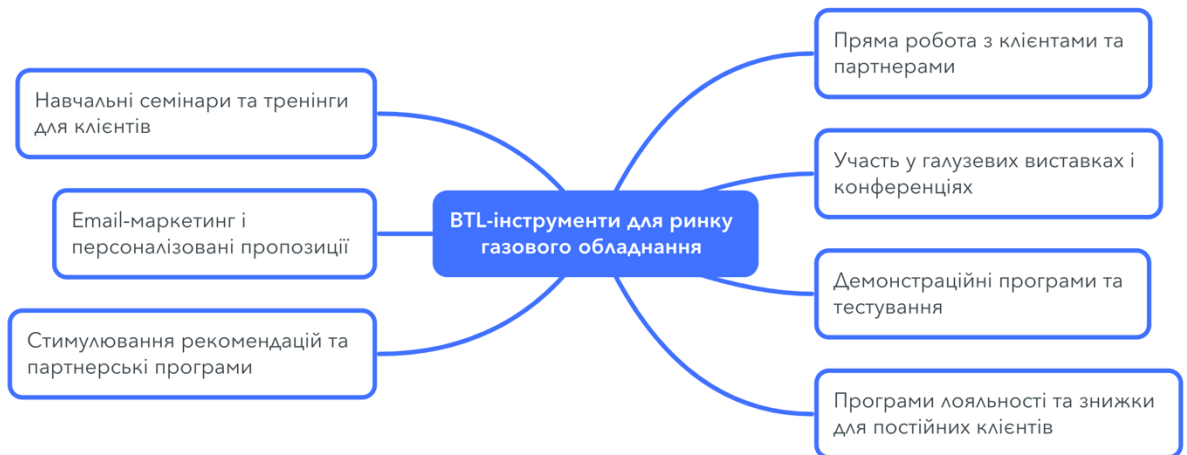 BTL-інструменти для ринку
газового обладнання
Пряма робота з клієнтами та
партнерами
Участь у галузевих виставках і
конференціях
Демонстраційні програми та
тестування
Програми лояльності та знижки
для постійних клієнтів
Навчальні семінари та тренінги
для клієнтів
Email-маркетинг і
персоналізовані пропозиції
Стимулювання рекомендацій та
партнерські програми